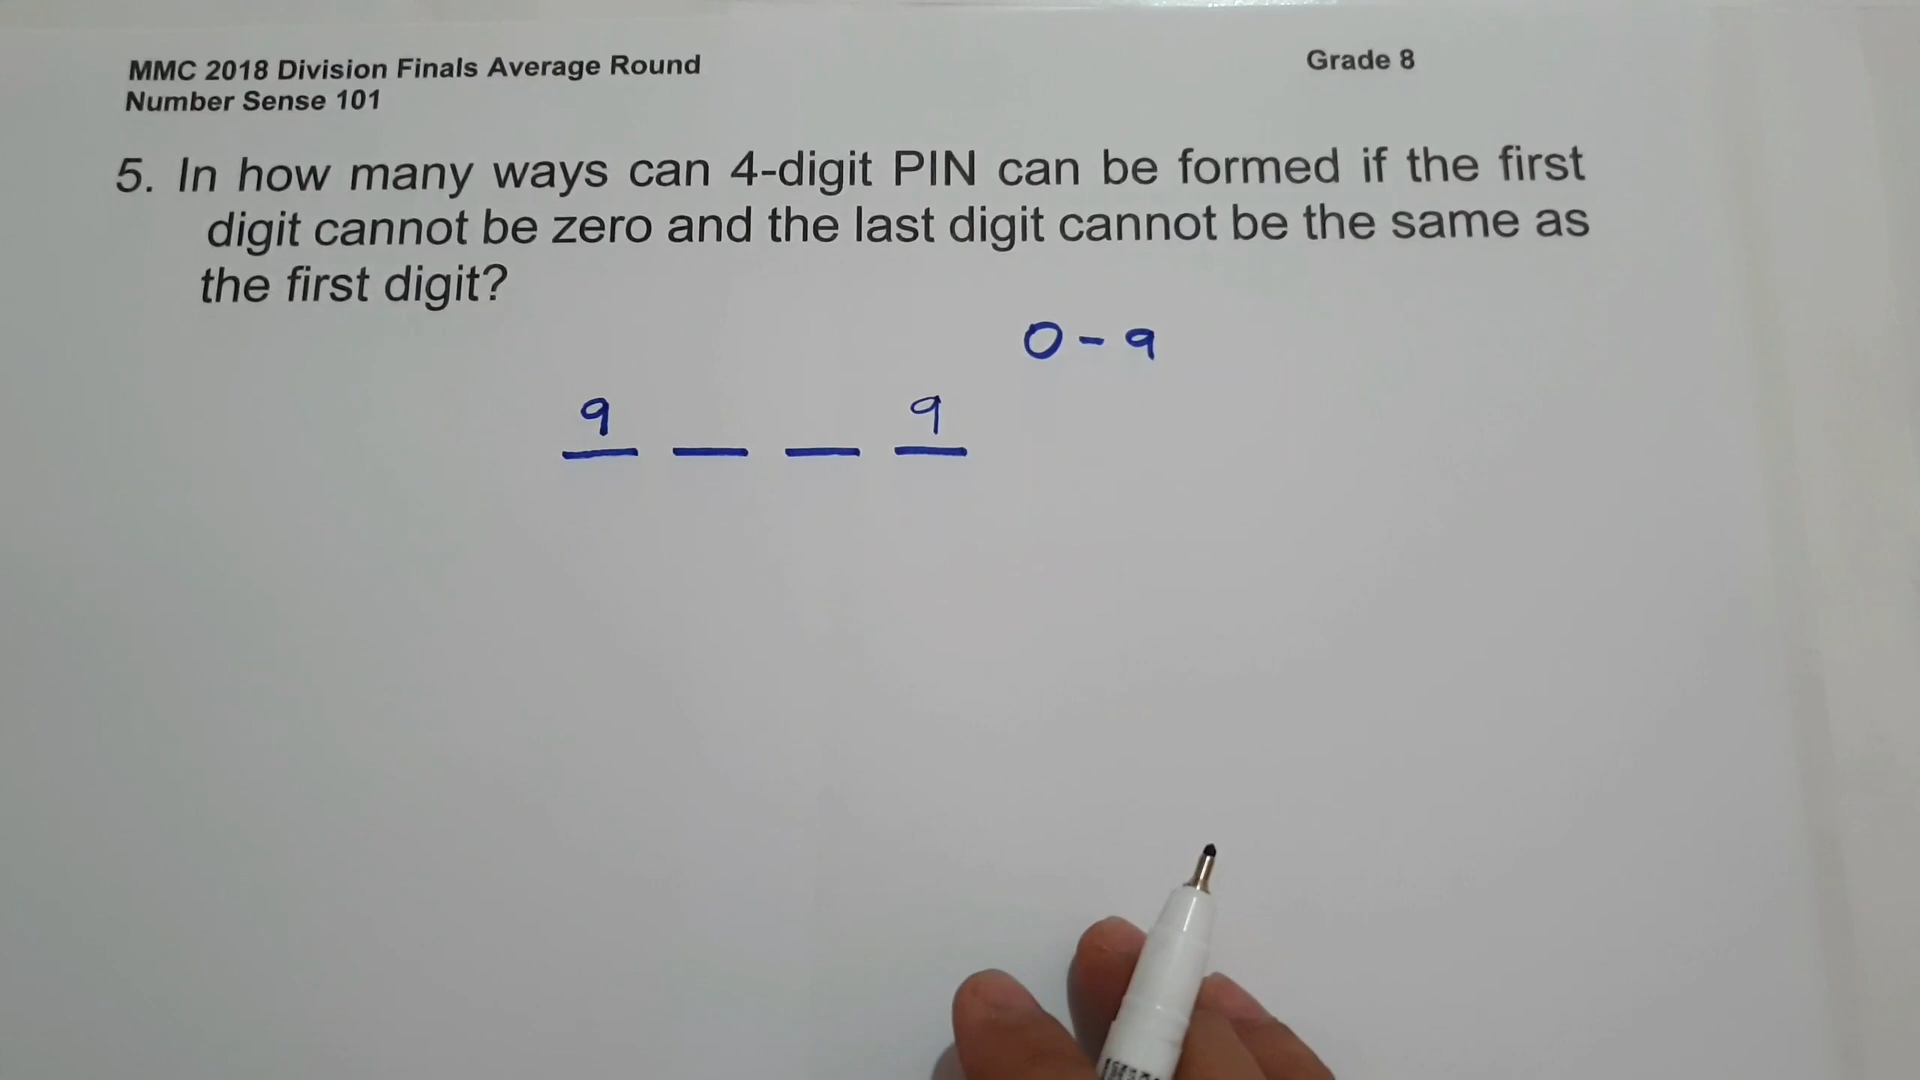 MMC 2018 Division Finals Average Round
Grade 8
Number Sense 101
5. In how many ways can 4-digit PIN can be formed if the first
digit cannot be zero and the last digit cannot be the same as
the first digit?
0 - 9
9 _ _ 9